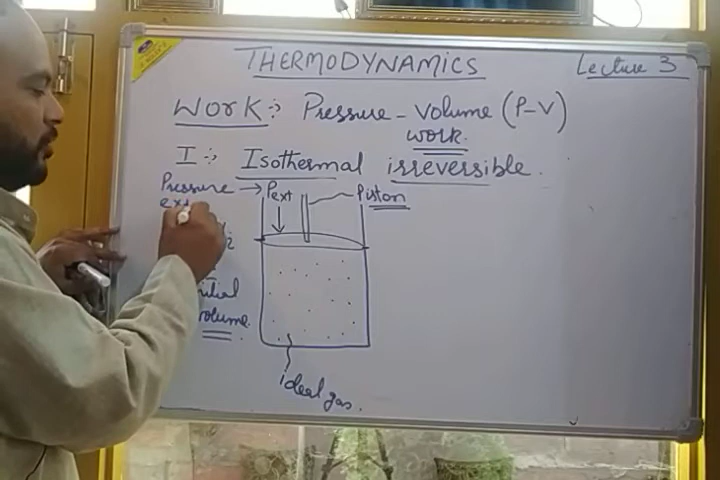 THERMODYNAMICS
Lecture 3
WORK:- Pressure - Volume (P-V)
work.
I :- Isothermal irreversible.
Pressure → Pext Piston
ext
Volume.
ideal gas.